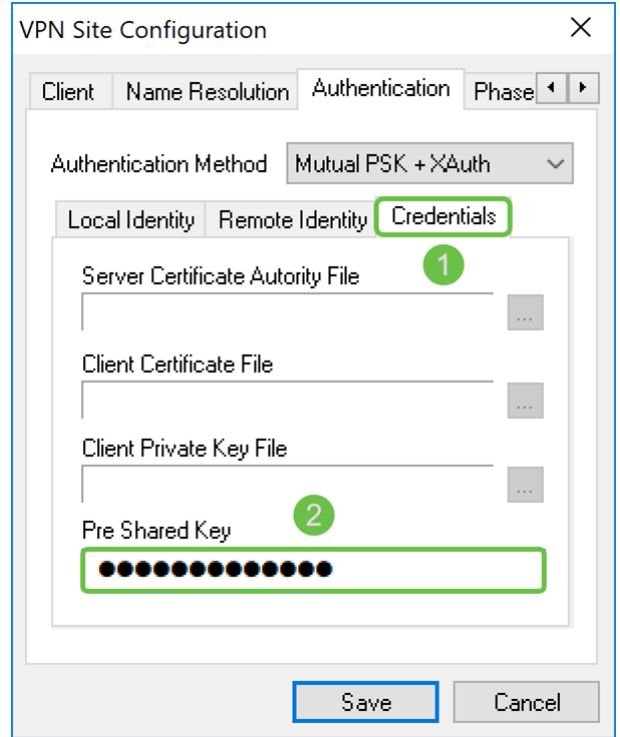 VPN Site Configuration
Client Name Resolution Authentication Phase
Authentication Method Mutual PSK + XAuth
Local Identity Remote Identity Credentials
1
Server Certificate Autority File
...
Client Certificate File
...
Client Private Key File
...
2
Pre Shared Key
●●●●●●●●●●●●●
Save Cancel